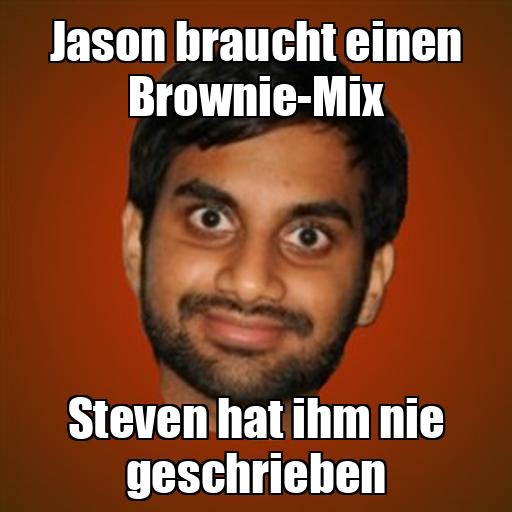 Jason braucht einen
Brownie-Mix
Steven hat ihm nie
geschrieben